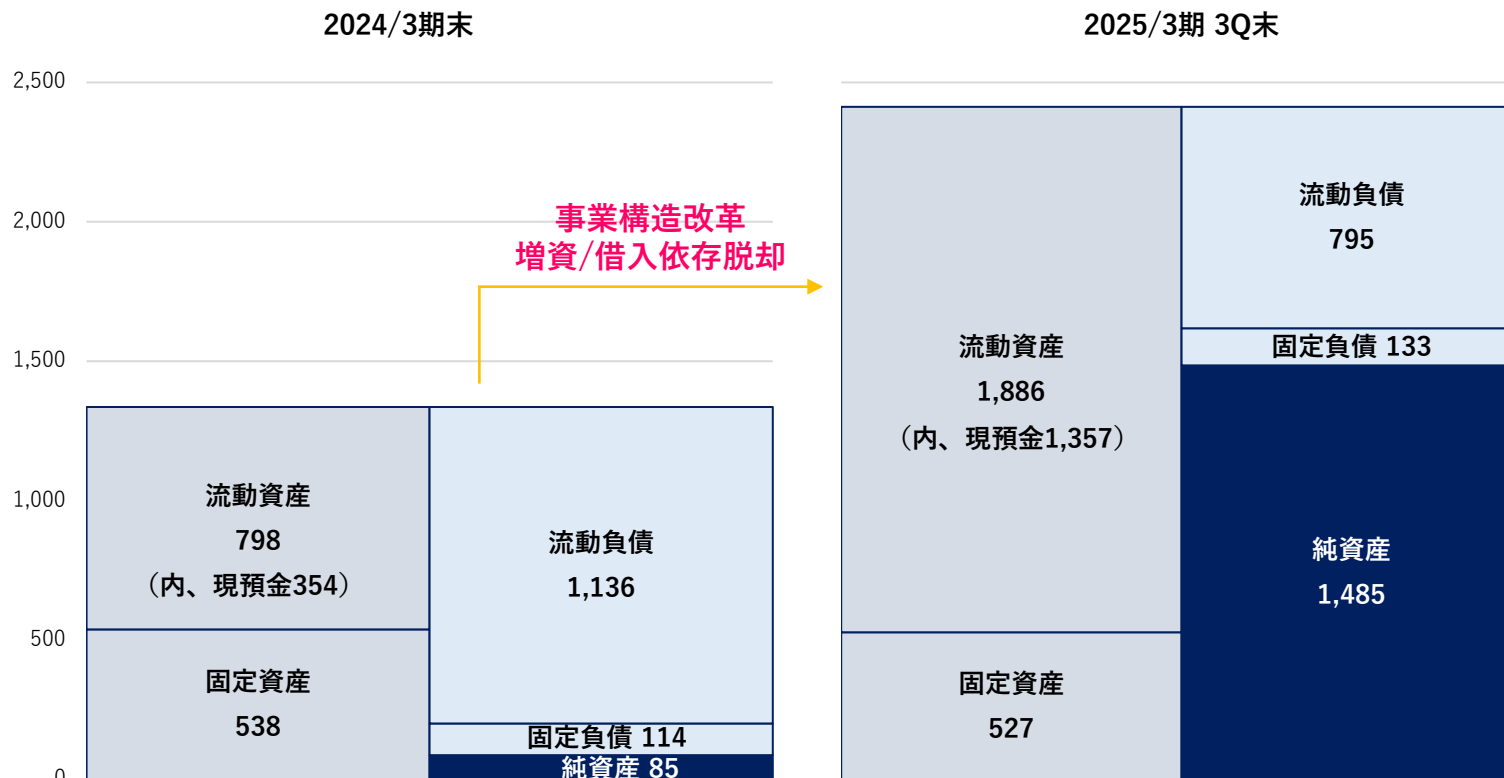 2024/3期末
2025/3期 3Q末
2,500
2,000
1,500
1,000
500
0
事業構造改革
増資/借入依存脱却
流動資産
798
（内、現預金354）
固定資産
538
流動負債
1,136
固定負債 114
純資産 85
流動資産
1,886
（内、現預金1,357）
固定資産
527
流動負債
795
固定負債 133
純資産
1,485